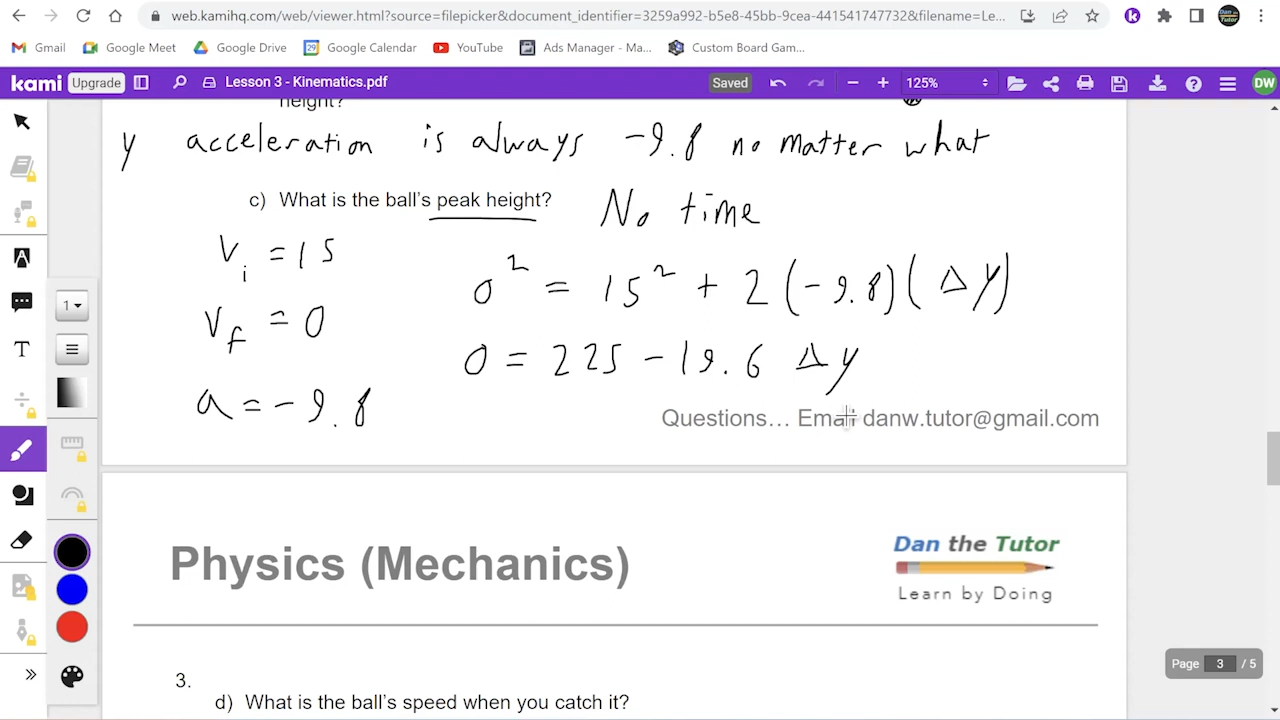 web.kamihq.com/web/viewer.html?source=filepicker&document_identifier=3259a992-b5e8-45bb-9cea-441541747732&filename=Le...
Gmail Google Meet Google Drive Google Calendar YouTube Ads Manager - Ma... Custom Board Gam...
kami Upgrade Lesson 3 - Kinematics.pdf Saved 125% DW
height?
y acceleration is always -9.8 no matter what
c) What is the ball's peak height? No time
v_i = 15
0² = 15² + 2(-9.8)(Δy)
v_f = 0
0 = 225 - 19.6 Δy
a = -9.8
Questions... Email danw.tutor@gmail.com
Physics (Mechanics)
Dan the Tutor
Learn by Doing
Page 3 / 5
3.
d) What is the ball's speed when you catch it?
1